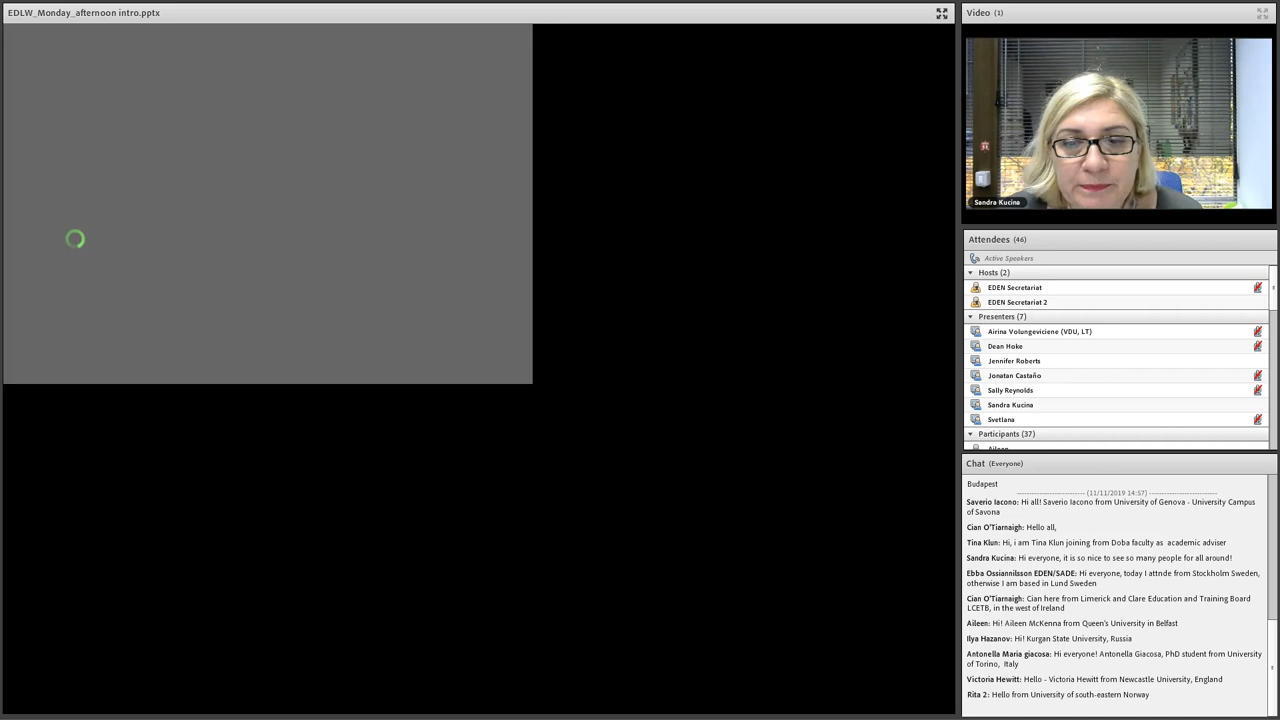 EDLW_Monday_afternoon intro.pptx
Video (1)
Sandra Kucina
Attendees (46)
Active Speakers
Hosts (2)
EDEN Secretariat
EDEN Secretariat 2
Presenters (7)
Airina Volungeviciene (VDU, LT)
Dean Hoke
Jennifer Roberts
Jonatan Castaño
Sally Reynolds
Sandra Kucina
Svetlana
Participants (37)
Aileen
Chat (Everyone)
Budapest
(11/11/2019 14:57)
Saverio Iacono: Hi all! Saverio Iacono from University of Genova - University Campus
of Savona
Cian O'Tiarnaigh: Hello all,
Tina Klun: Hi, i am Tina Klun joining from Doba faculty as academic adviser
Sandra Kucina: Hi everyone, it is so nice to see so many people for all around!
Ebba Ossiannilsson EDEN/SADE: Hi everyone, today I attnde from Stockholm Sweden,
otherwise I am based in Lund Sweden
Cian O'Tiarnaigh: Cian here from Limerick and Clare Education and Training Board
LCETB, in the west of Ireland
Aileen: Hi! Aileen McKenna from Queen's University in Belfast
Ilya Hazanov: Hi! Kurgan State University, Russia
Antonella Maria giacosa: Hi everyone! Antonella Giacosa, PhD student from University
of Torino, Italy
Victoria Hewitt: Hello - Victoria Hewitt from Newcastle University, England
Rita 2: Hello from University of south-eastern Norway